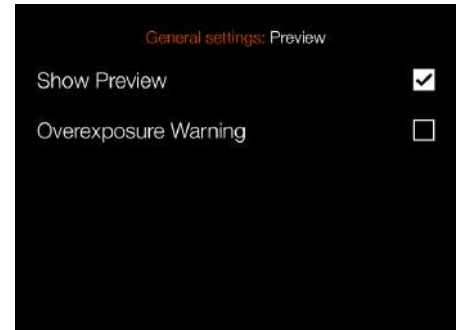 General settings: Preview
Show Preview
Overexposure Warning